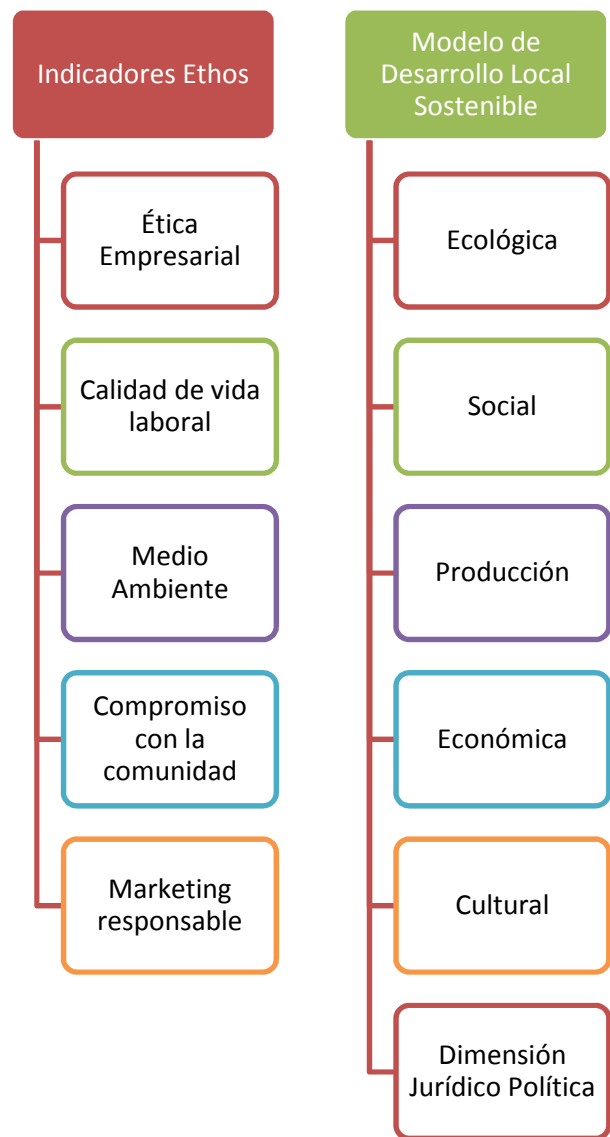 Indicadores Ethos
Ética
Empresarial
Calidad de vida
laboral
Medio
Ambiente
Compromiso
con la
comunidad
Marketing
responsable
Modelo de
Desarrollo Local
Sostenible
Ecológica
Social
Producción
Económica
Cultural
Dimensión
Jurídico Política